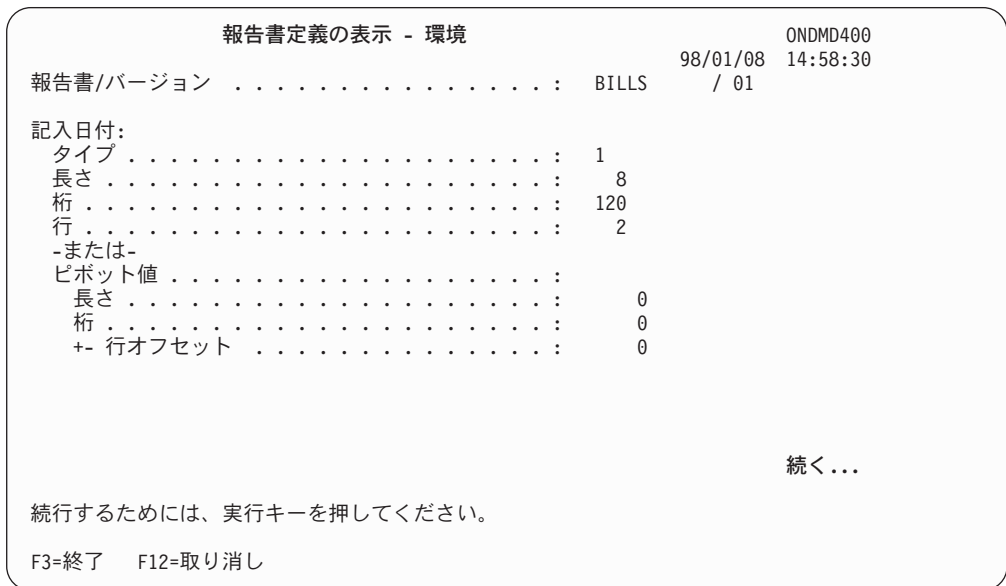 報告書定義の表示 - 環境 ONDMD400
98/01/08 14:58:30
報告書/バージョン . . . . . . . . . . . . . . . : BILLS / 01
記入日付:
タイプ . . . . . . . . . . . . . . . . . . . . : 1
長さ . . . . . . . . . . . . . . . . . . . . . : 8
桁 . . . . . . . . . . . . . . . . . . . . . . : 120
行 . . . . . . . . . . . . . . . . . . . . . . : 2
-または-
ピボット値 . . . . . . . . . . . . . . . . . . :
長さ . . . . . . . . . . . . . . . . . . . . : 0
桁 . . . . . . . . . . . . . . . . . . . . . : 0
+- 行オフセット . . . . . . . . . . . . . . : 0
続く...
続行するためには、実行キーを押してください。
F3=終了 F12=取り消し